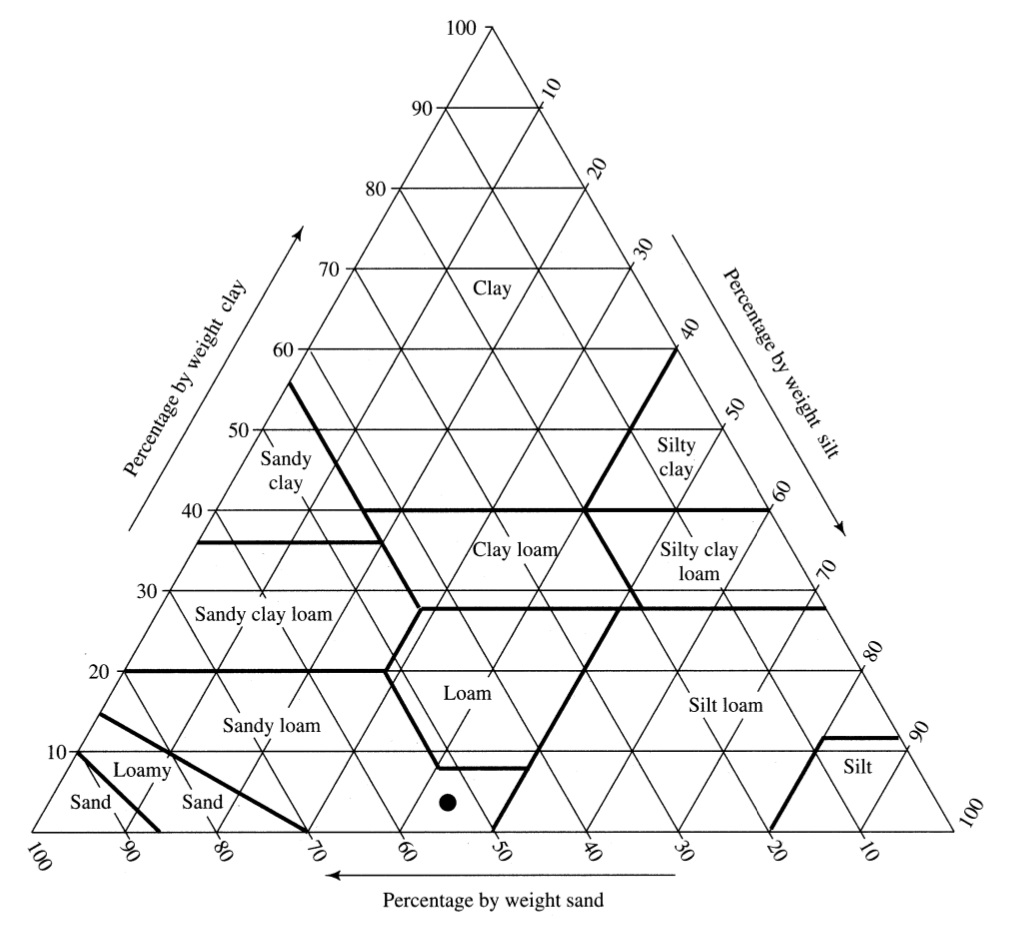 100
90
10
80
20
70
30
Clay
60
40
50
50
Sandy
clay
Silty
clay
40
60
Clay loam
Silty clay
loam
30
70
Sandy clay loam
20
80
Loam
Silt loam
Sandy loam
10
90
Loamy
Silt
Sand
Sand
100
100
90
80
70
60
50
40
30
20
10
Percentage by weight clay
Percentage by weight silt
Percentage by weight sand